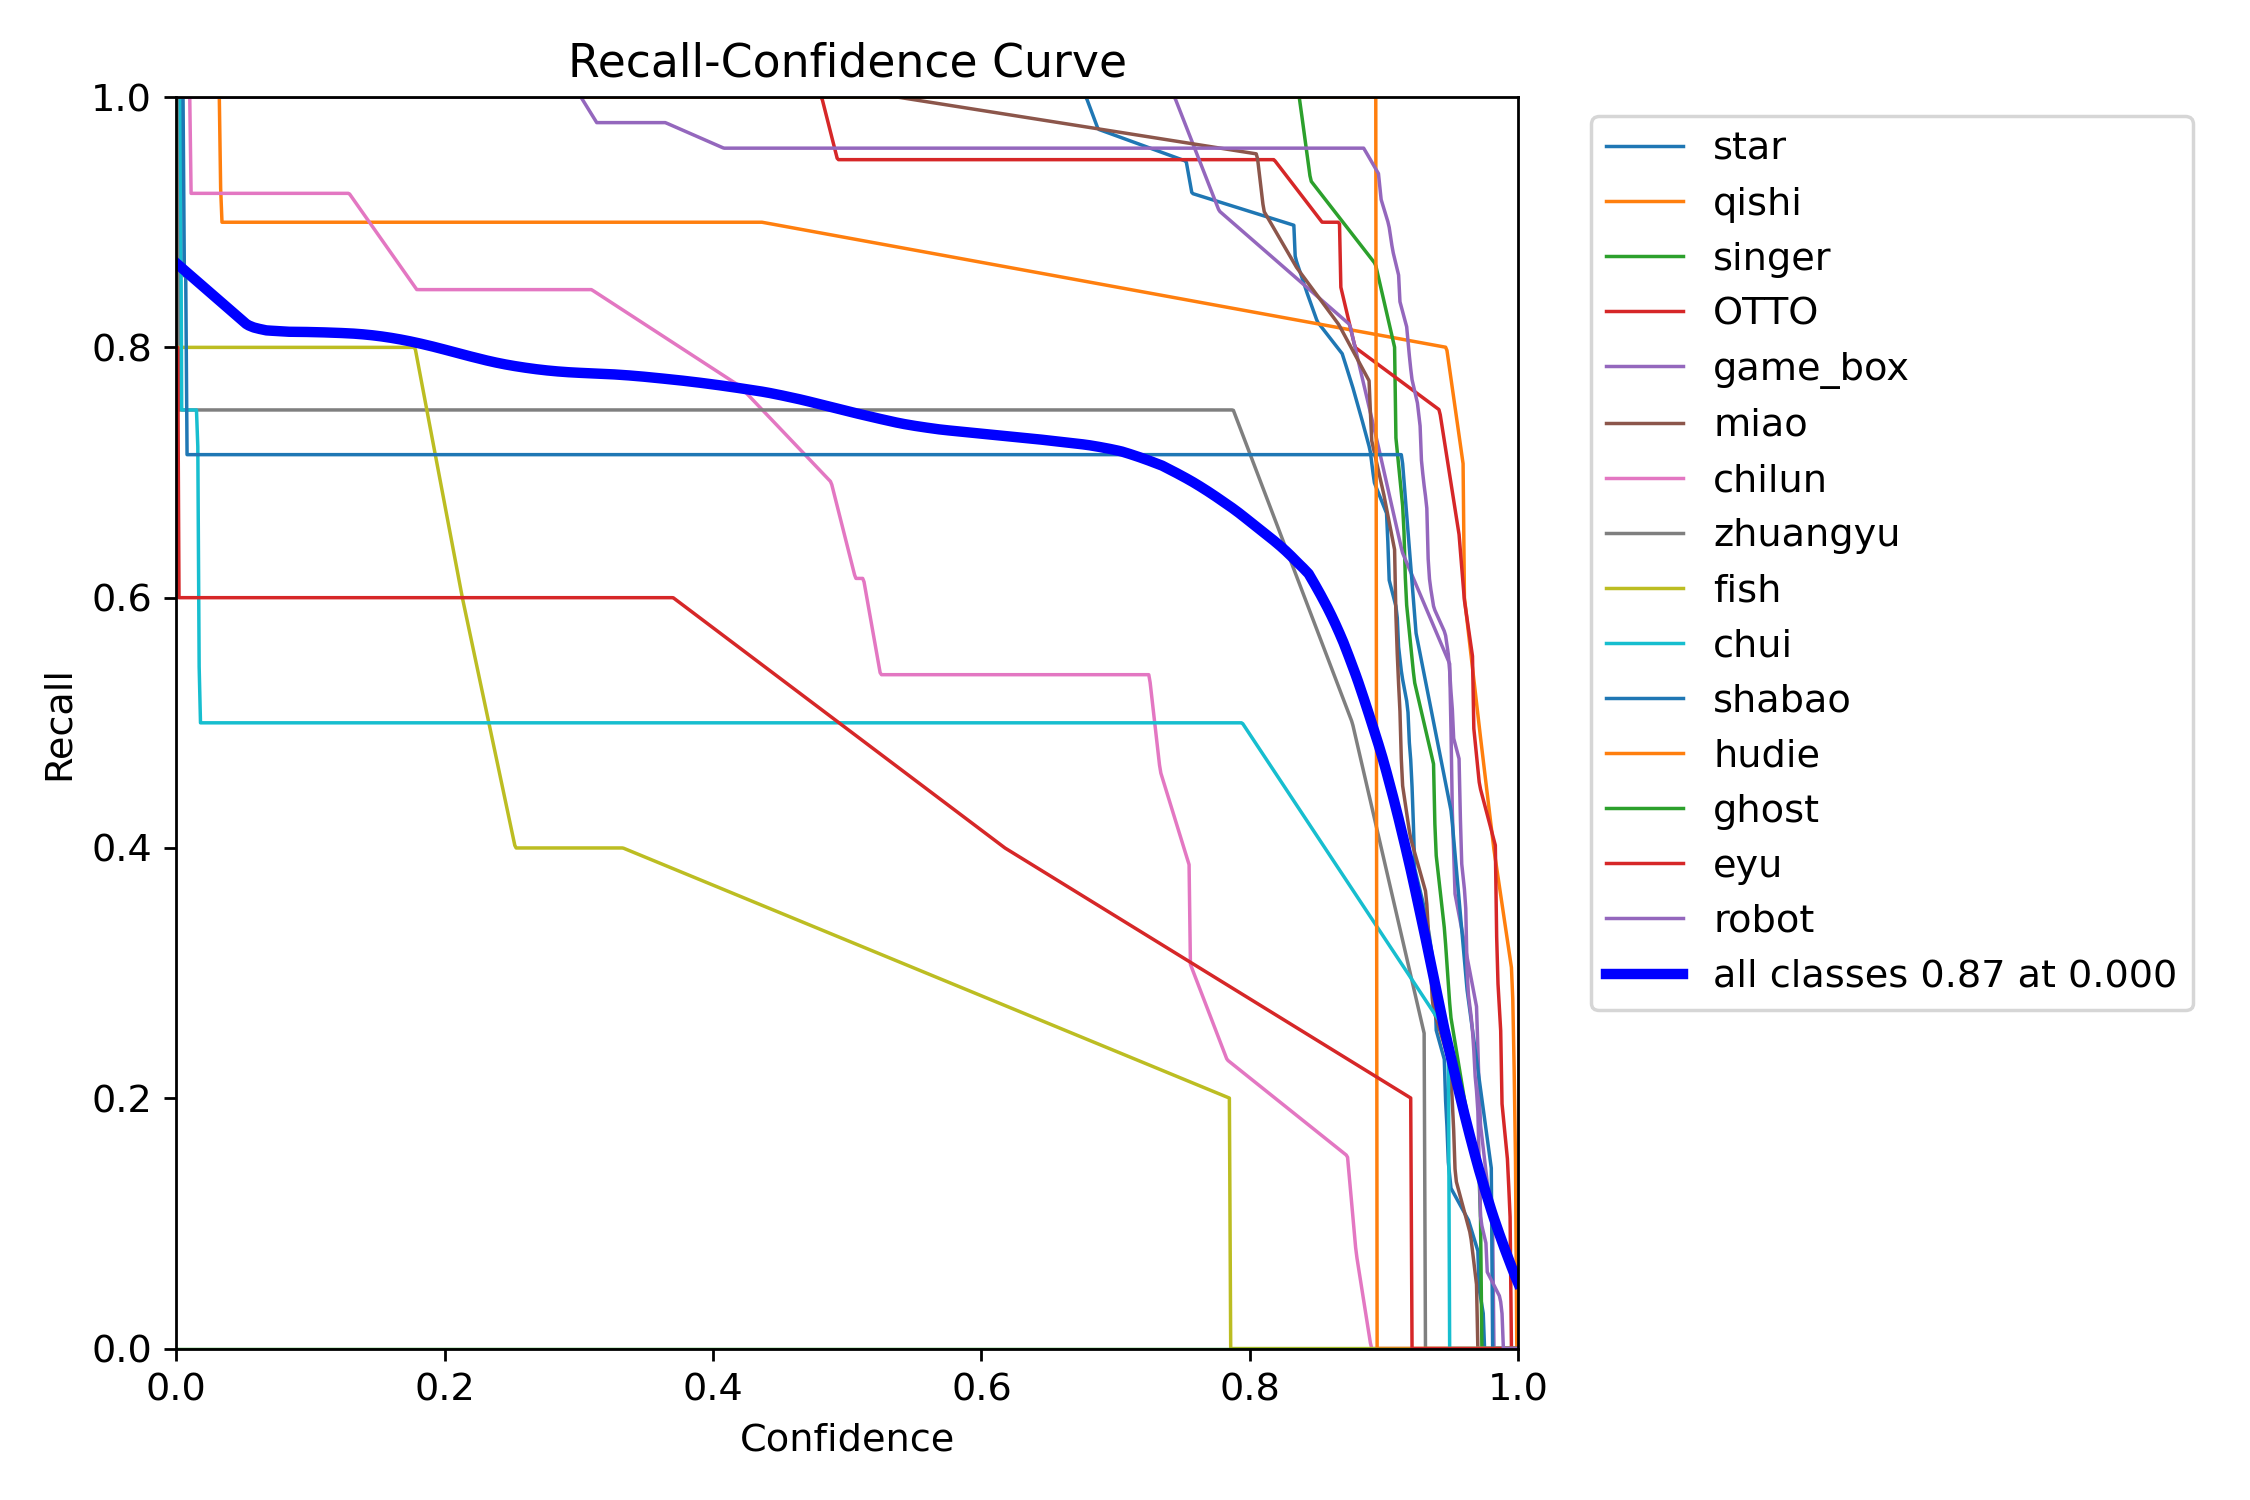 Recall-Confidence Curve
1.0
0.8
0.6
0.4
0.2
0.0
Recall
0.0 0.2 0.4 0.6 0.8 1.0
Confidence
star
qishi
singer
OTTO
game_box
miao
chilun
zhuangyu
fish
chui
shabao
hudie
ghost
eyu
robot
all classes 0.87 at 0.000